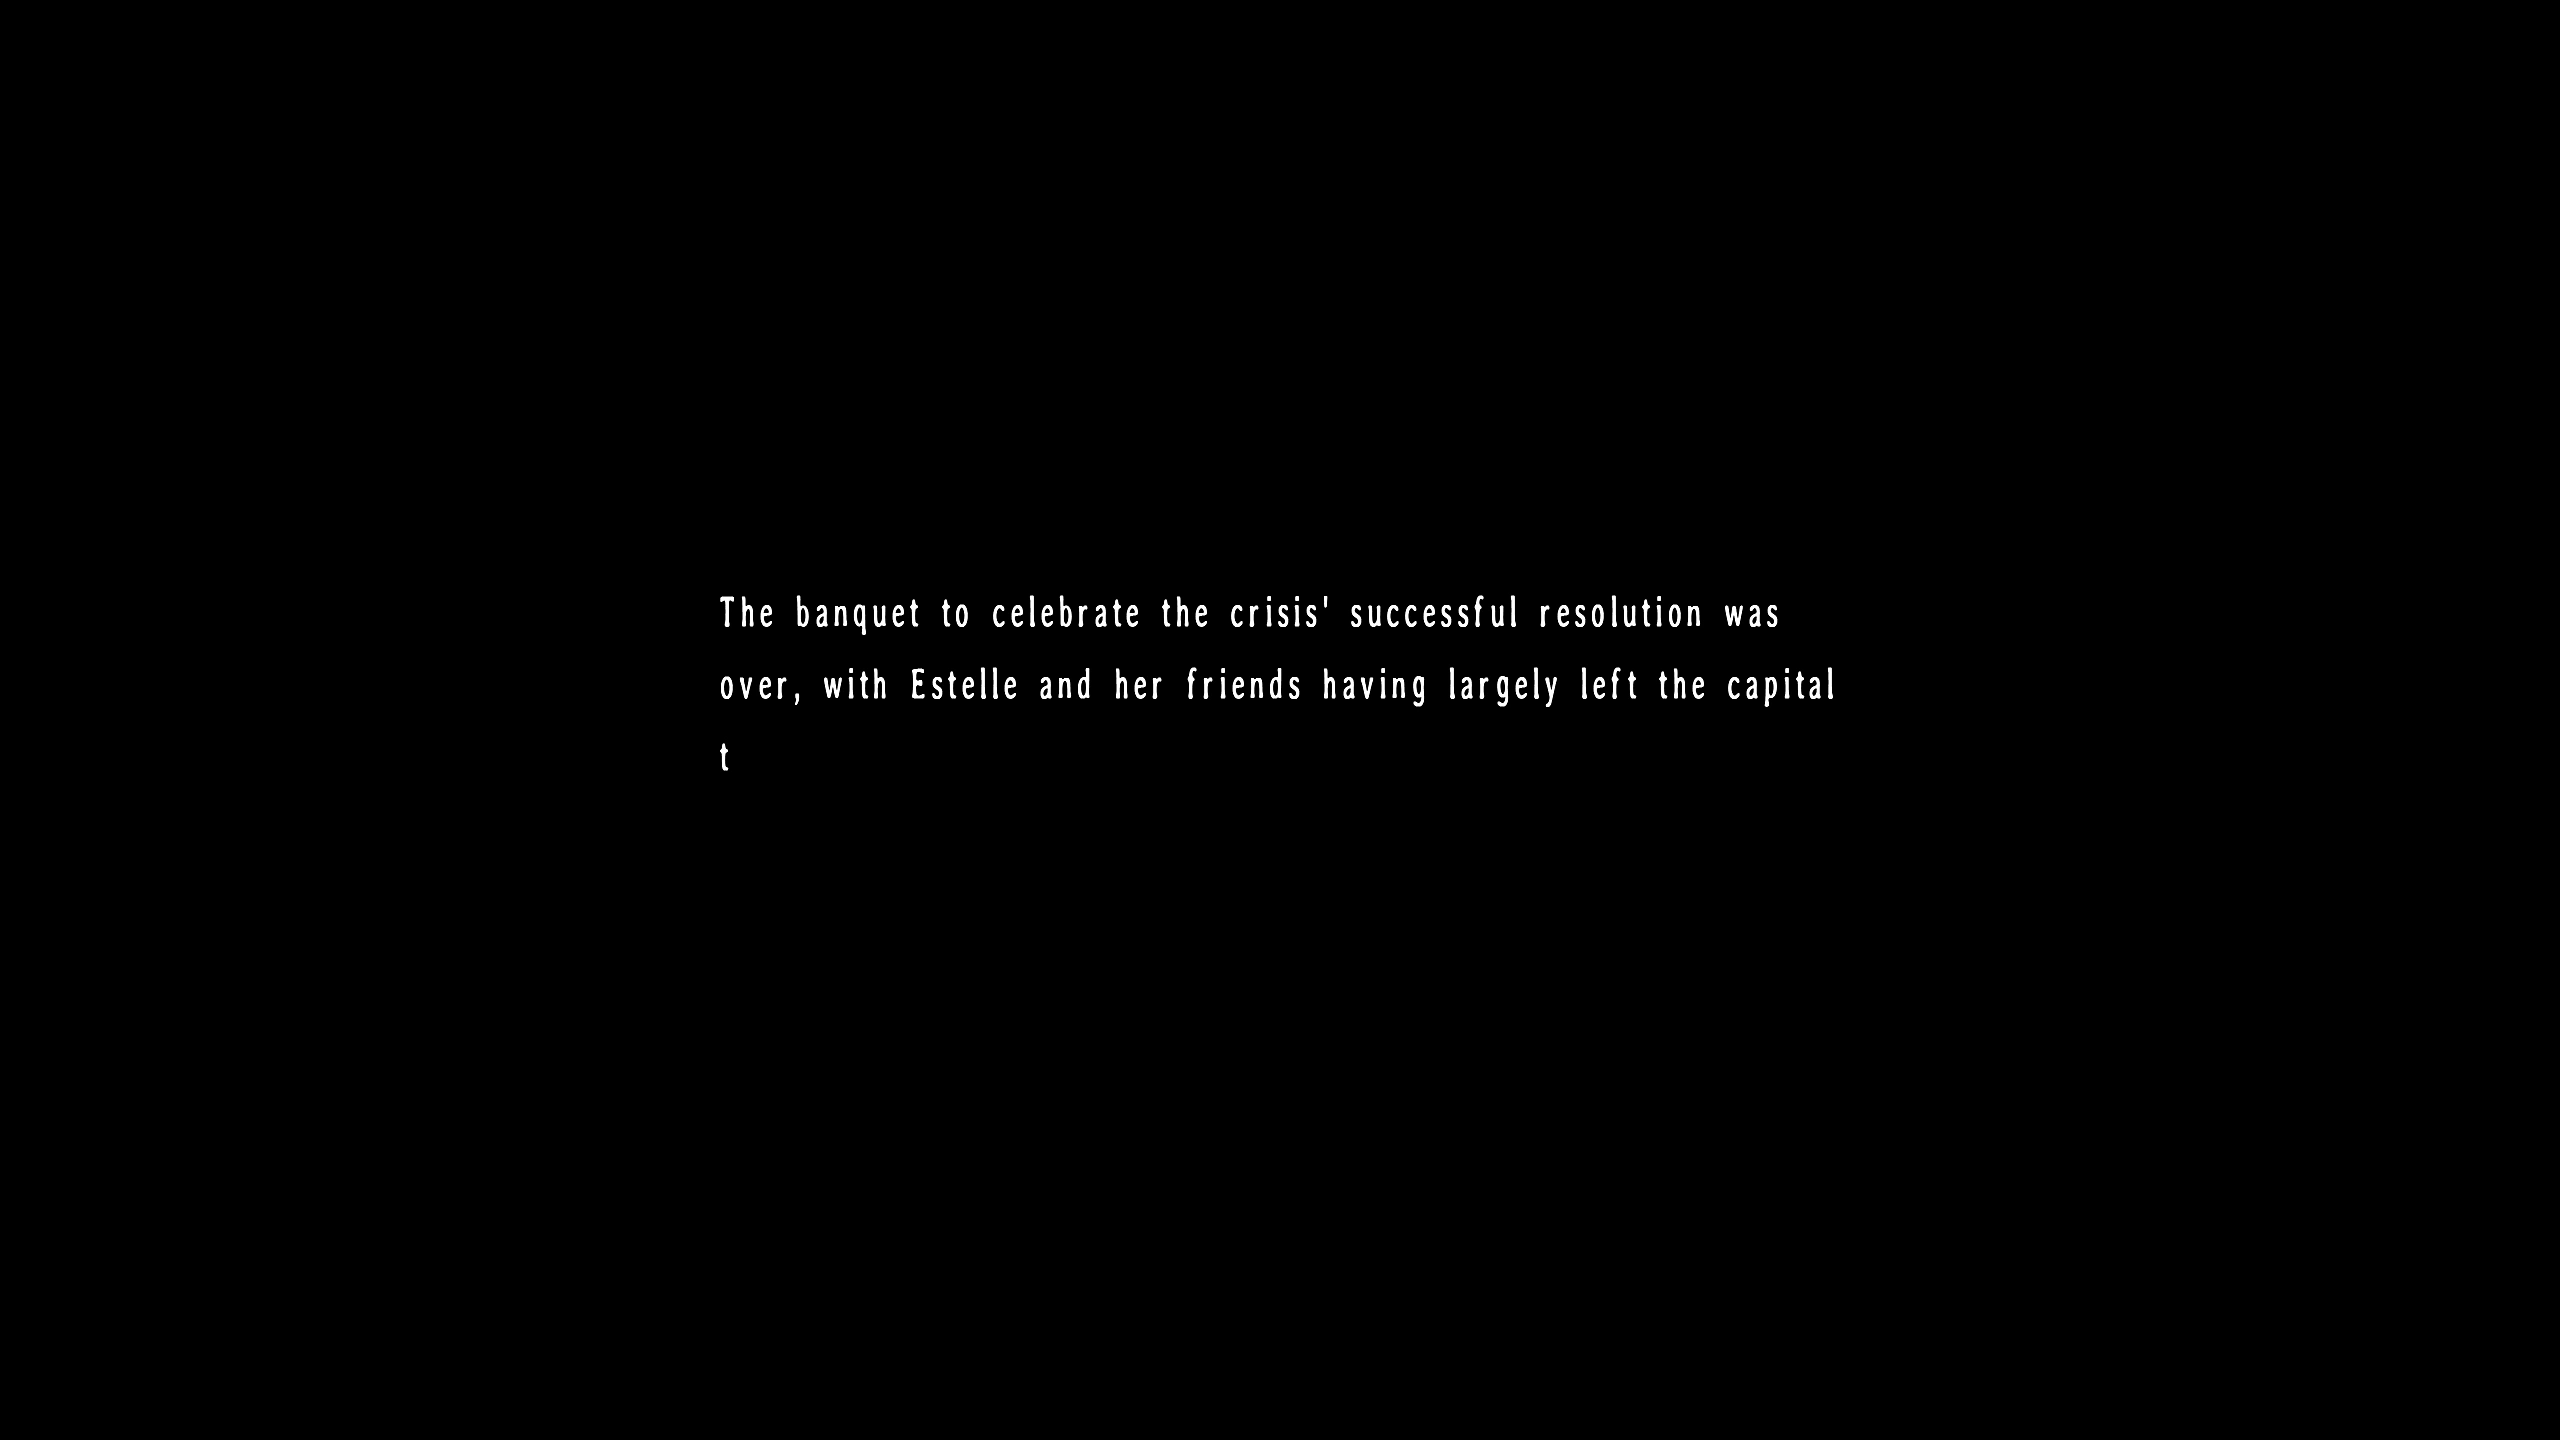 The banquet to celebrate the crisis' successful resolution was
over, with Estelle and her friends having largely left the capital
t